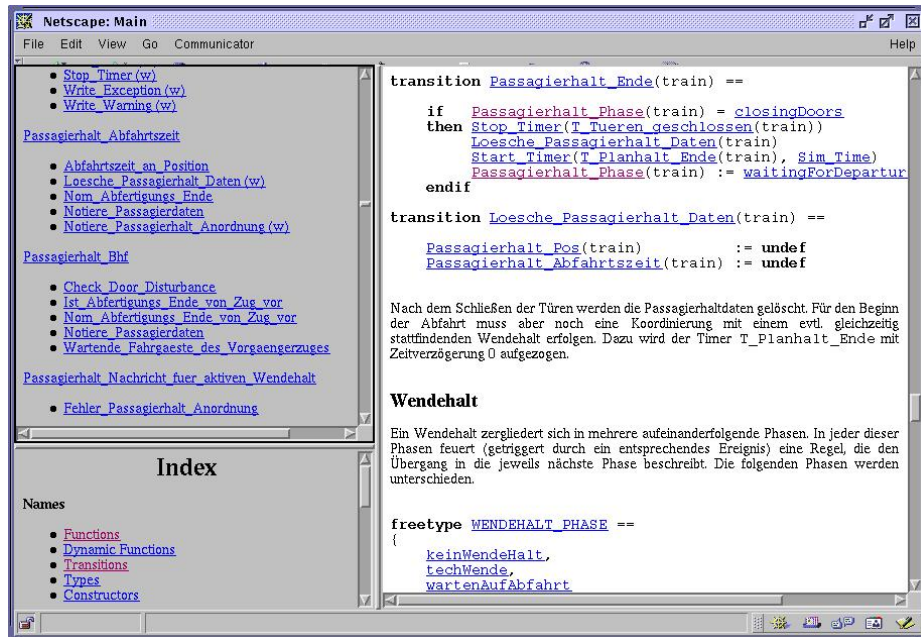 Netscape: Main
File Edit View Go Communicator Help
Stop_Timer (w)
Write_Exception (w)
Write_Warning (w)
Passagierhalt_Abfahrtszeit
Abfahrtszeit_an_Position
Loesche_Passagierhalt_Daten (w)
Nom_Abfertigungs_Ende
Notiere_Passagierdaten
Notiere_Passagierhalt_Anordnung (w)
Passagierhalt_Bhf
Check_Door_Disturbance
Ist_Abfertigungs_Ende_von_Zug_vor
Nom_Abfertigungs_Ende_von_Zug_vor
Notiere_Passagierdaten
Wartende_Fahrgaeste_des_Vorgaengerzuges
Passagierhalt_Nachricht_fuer_aktiven_Wendehalt
Fehler_Passagierhalt_Anordnung
Index
Names
Functions
Dynamic Functions
Transitions
Types
Constructors
transition Passagierhalt_Ende(train) ==
if Passagierhalt_Phase(train) = closingDoors
then Stop_Timer(T_Tueren_geschlossen(train))
Loesche_Passagierhalt_Daten(train)
Start_Timer(T_Planhalt_Ende(train), Sim_Time)
Passagierhalt_Phase(train) := waitingForDepartur
endif
transition Loesche_Passagierhalt_Daten(train) ==
Passagierhalt_Pos(train) := undef
Passagierhalt_Abfahrtszeit(train) := undef
Nach dem Schließen der Türen werden die Passagierhaltdaten gelöscht. Für den Beginn
der Abfahrt muss aber noch eine Koordinierung mit einem evtl. gleichzeitig
stattfindenden Wendehalt erfolgen. Dazu wird der Timer T_Planhalt_Ende mit
Zeitverzögerung 0 aufgezogen.
Wendehalt
Ein Wendehalt zergliedert sich in mehrere aufeinanderfolgende Phasen. In jeder dieser
Phasen feuert (getriggert durch ein entsprechendes Ereignis) eine Regel, die den
Übergang in die jeweils nächste Phase beschreibt. Die folgenden Phasen werden
unterschieden.
freetype WENDEHALT_PHASE ==
{
keinWendeHalt,
techWende,
wartenAufAbfahrt